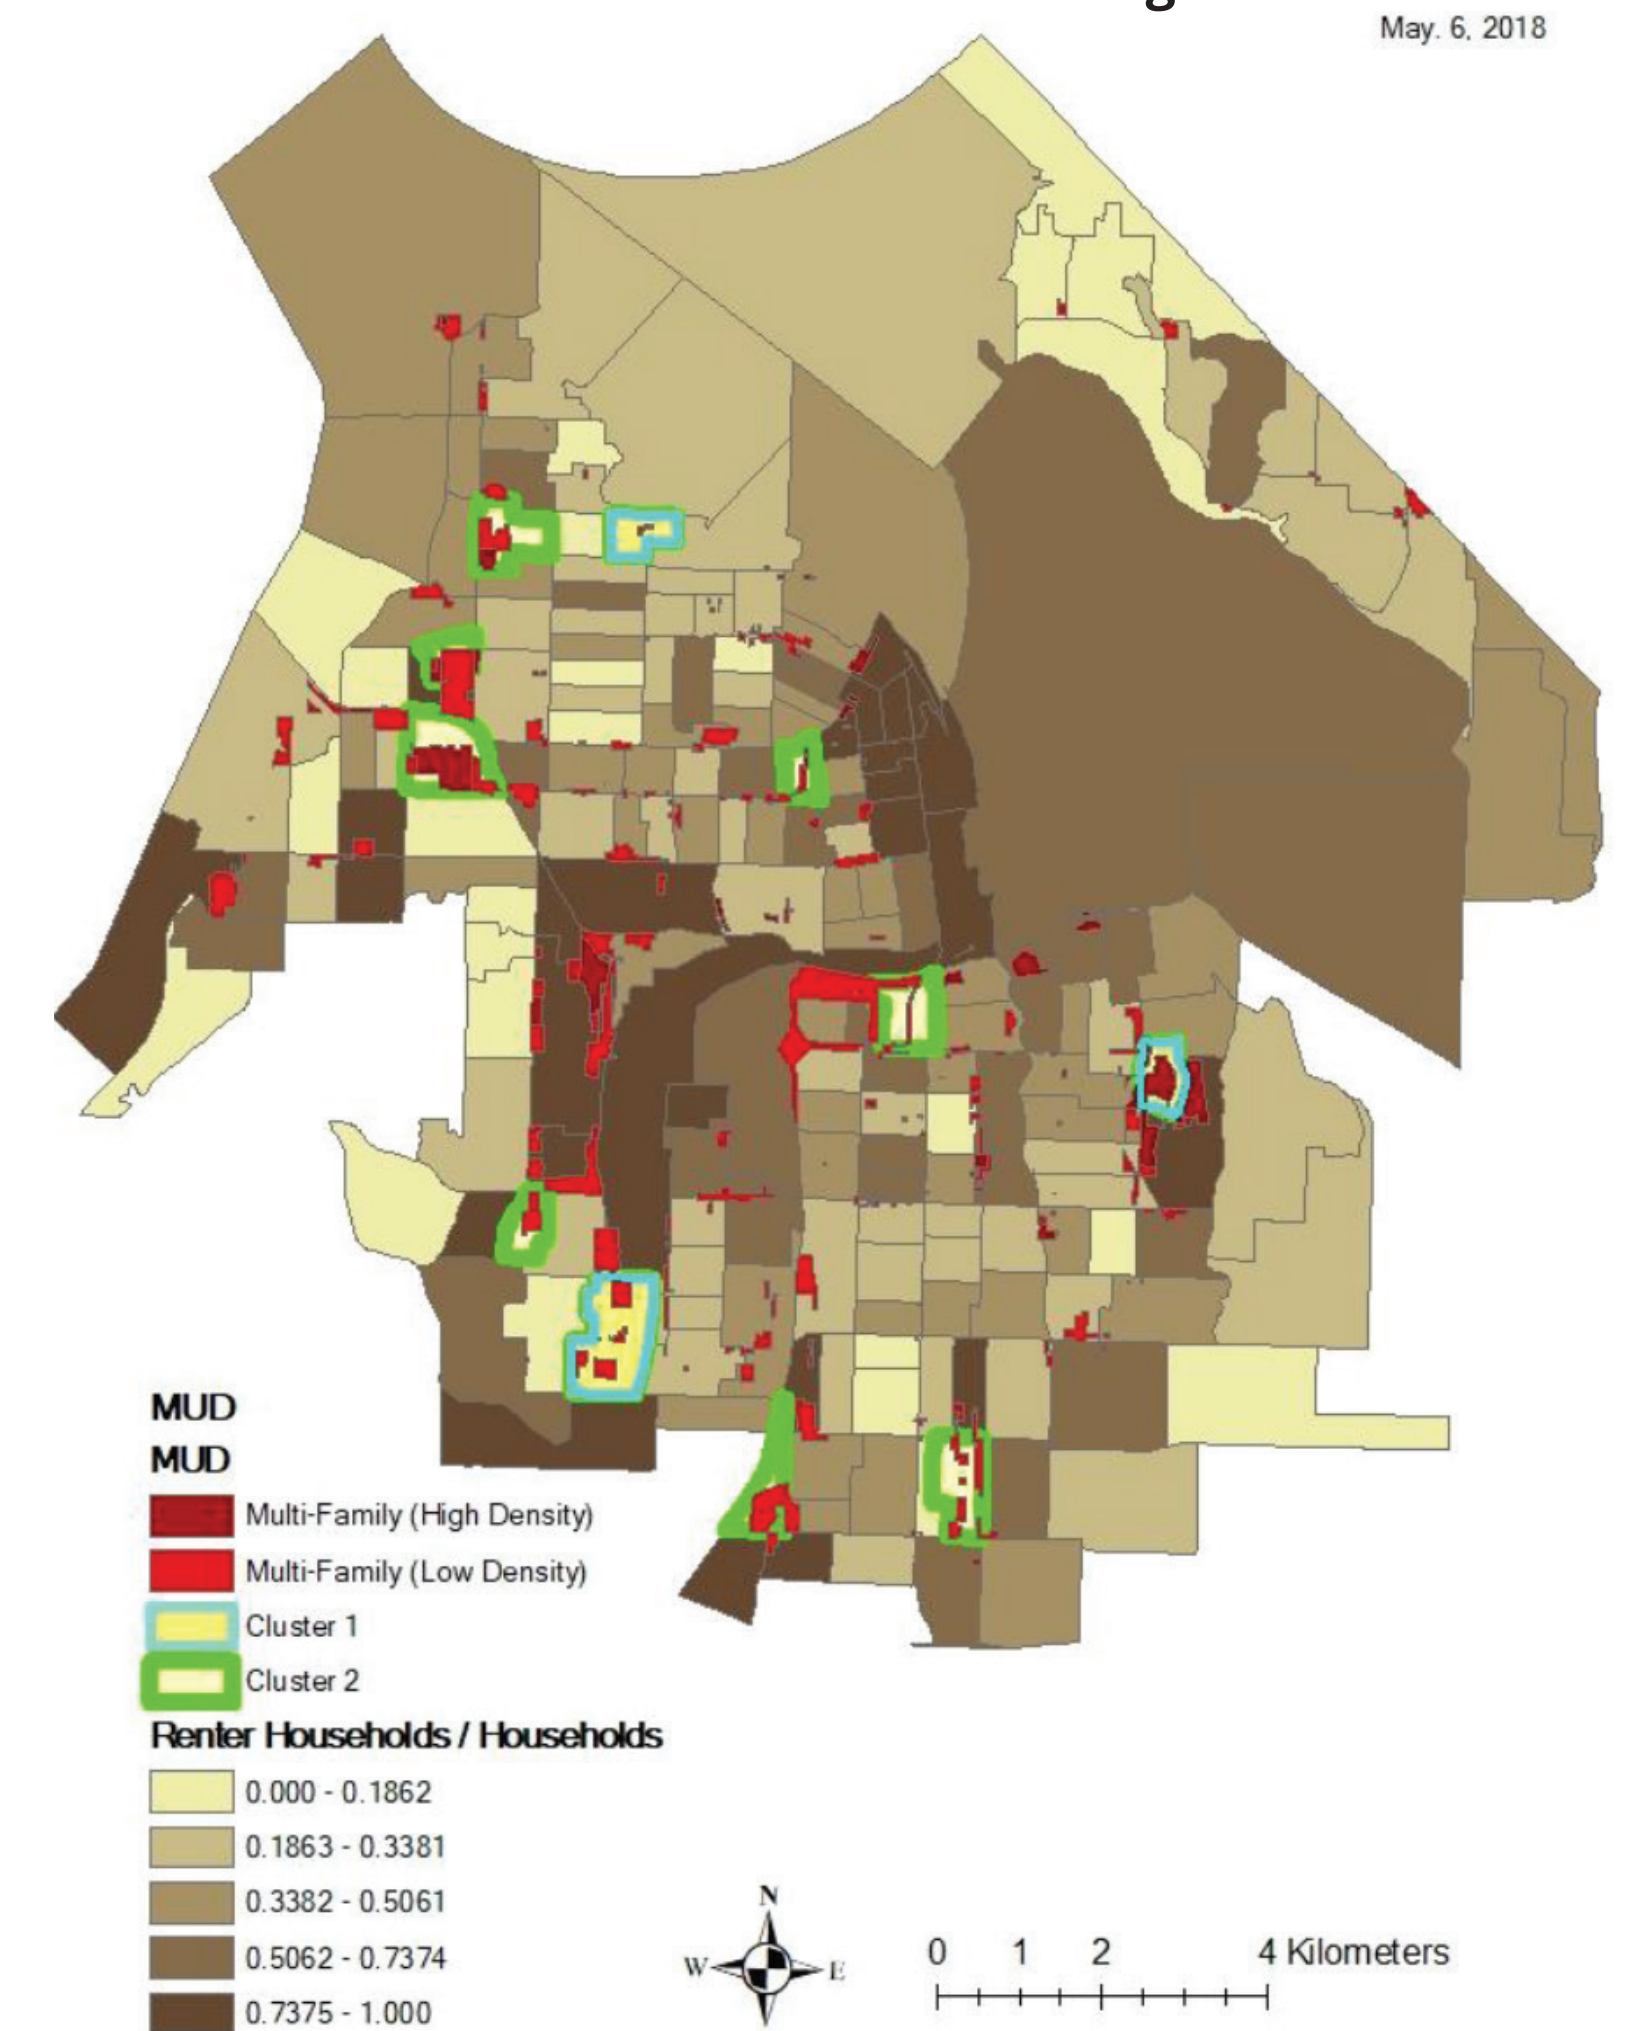 May. 6, 2018
MUD
MUD
Multi-Family (High Density)
Multi-Family (Low Density)
Cluster 1
Cluster 2
Renter Households / Households
0.000 - 0.1862
0.1863 - 0.3381
0.3382 - 0.5061
0.5062 - 0.7374
0.7375 - 1.000
N
W E
0 1 2 4 Kilometers